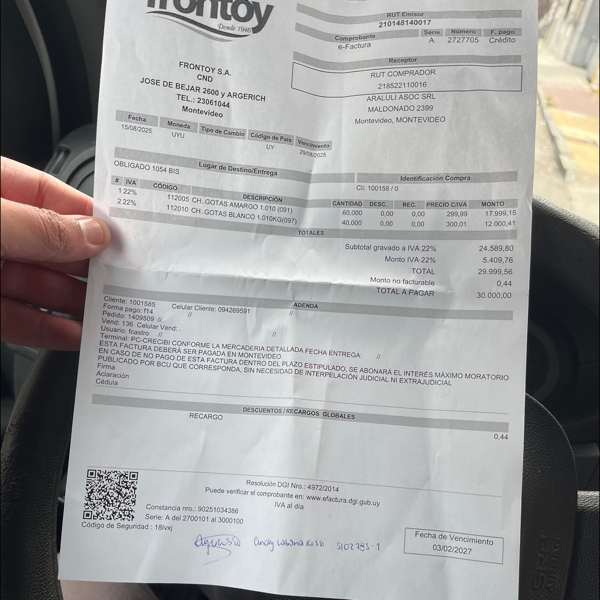 frontoy
Desde 1946
FRONTOY S.A.
CND
JOSE DE BEJAR 2600 y ARGERICH
TEL.: 23061044
Montevideo
RUT Emisor
210148140017
Comprobante Serie Número F. pago
e-Factura A 2727705 Crédito
Receptor
RUT COMPRADOR
218522110016
ARALULI ASOC SRL
MALDONADO 2399
Montevideo, MONTEVIDEO
Fecha Moneda Tipo de Cambio Código de Pais Vencimiento
15/08/2025 UYU UY 29/08/2025
Lugar de Destino/Entrega
OBLIGADO 1054 BIS
Identificación Compra
CI: 100158 / 0
# IVA CÓDIGO DESCRIPCIÓN CANTIDAD DESC. REC. PRECIO C/IVA MONTO
1 22% 112005 CH..GOTAS AMARGO 1.010 (091) 60,000 0,00 0,00 299,99 17.999,15
2 22% 112010 CH..GOTAS BLANCO 1.010KG(097) 40,000 0,00 0,00 300,01 12.000,41
TOTALES
Subtotal gravado a IVA 22% 24.589,80
Monto IVA 22% 5.409,76
TOTAL 29.999,56
Monto no facturable 0,44
TOTAL A PAGAR 30.000,00
ADENDA
Cliente: 1001585 Celular Cliente: 094269591 //
Forma pago: f14 //
Pedido: 1409509 // //
Vend: 136 Celular Vend: .
Usuario: fcastro //
Terminal: PC-CRECIBI CONFORME LA MERCADERIA DETALLADA FECHA ENTREGA: //
ESTA FACTURA DEBERÁ SER PAGADA EN MONTEVIDEO
EN CASO DE NO PAGO DE ESTA FACTURA DENTRO DEL PLAZO ESTIPULADO, SE ABONARÁ EL INTERÉS MÁXIMO MORATORIO
PUBLICADO POR BCU QUE CORRESPONDA, SIN NECESIDAD DE INTERPELACIÓN JUDICIAL NI EXTRAJUDICIAL
Firma
Aclaración
Cédula
DESCUENTOS / RECARGOS GLOBALES
RECARGO 0,44
Resolución DGI Nro.: 4972/2014
Puede verificar el comprobante en: www.efactura.dgi.gub.uy
IVA al día
Constancia nro.: 90251034386
Serie: A del 2700101 al 3000100
Código de Seguridad : 18lvxj
Fecha de Vencimiento
03/02/2027